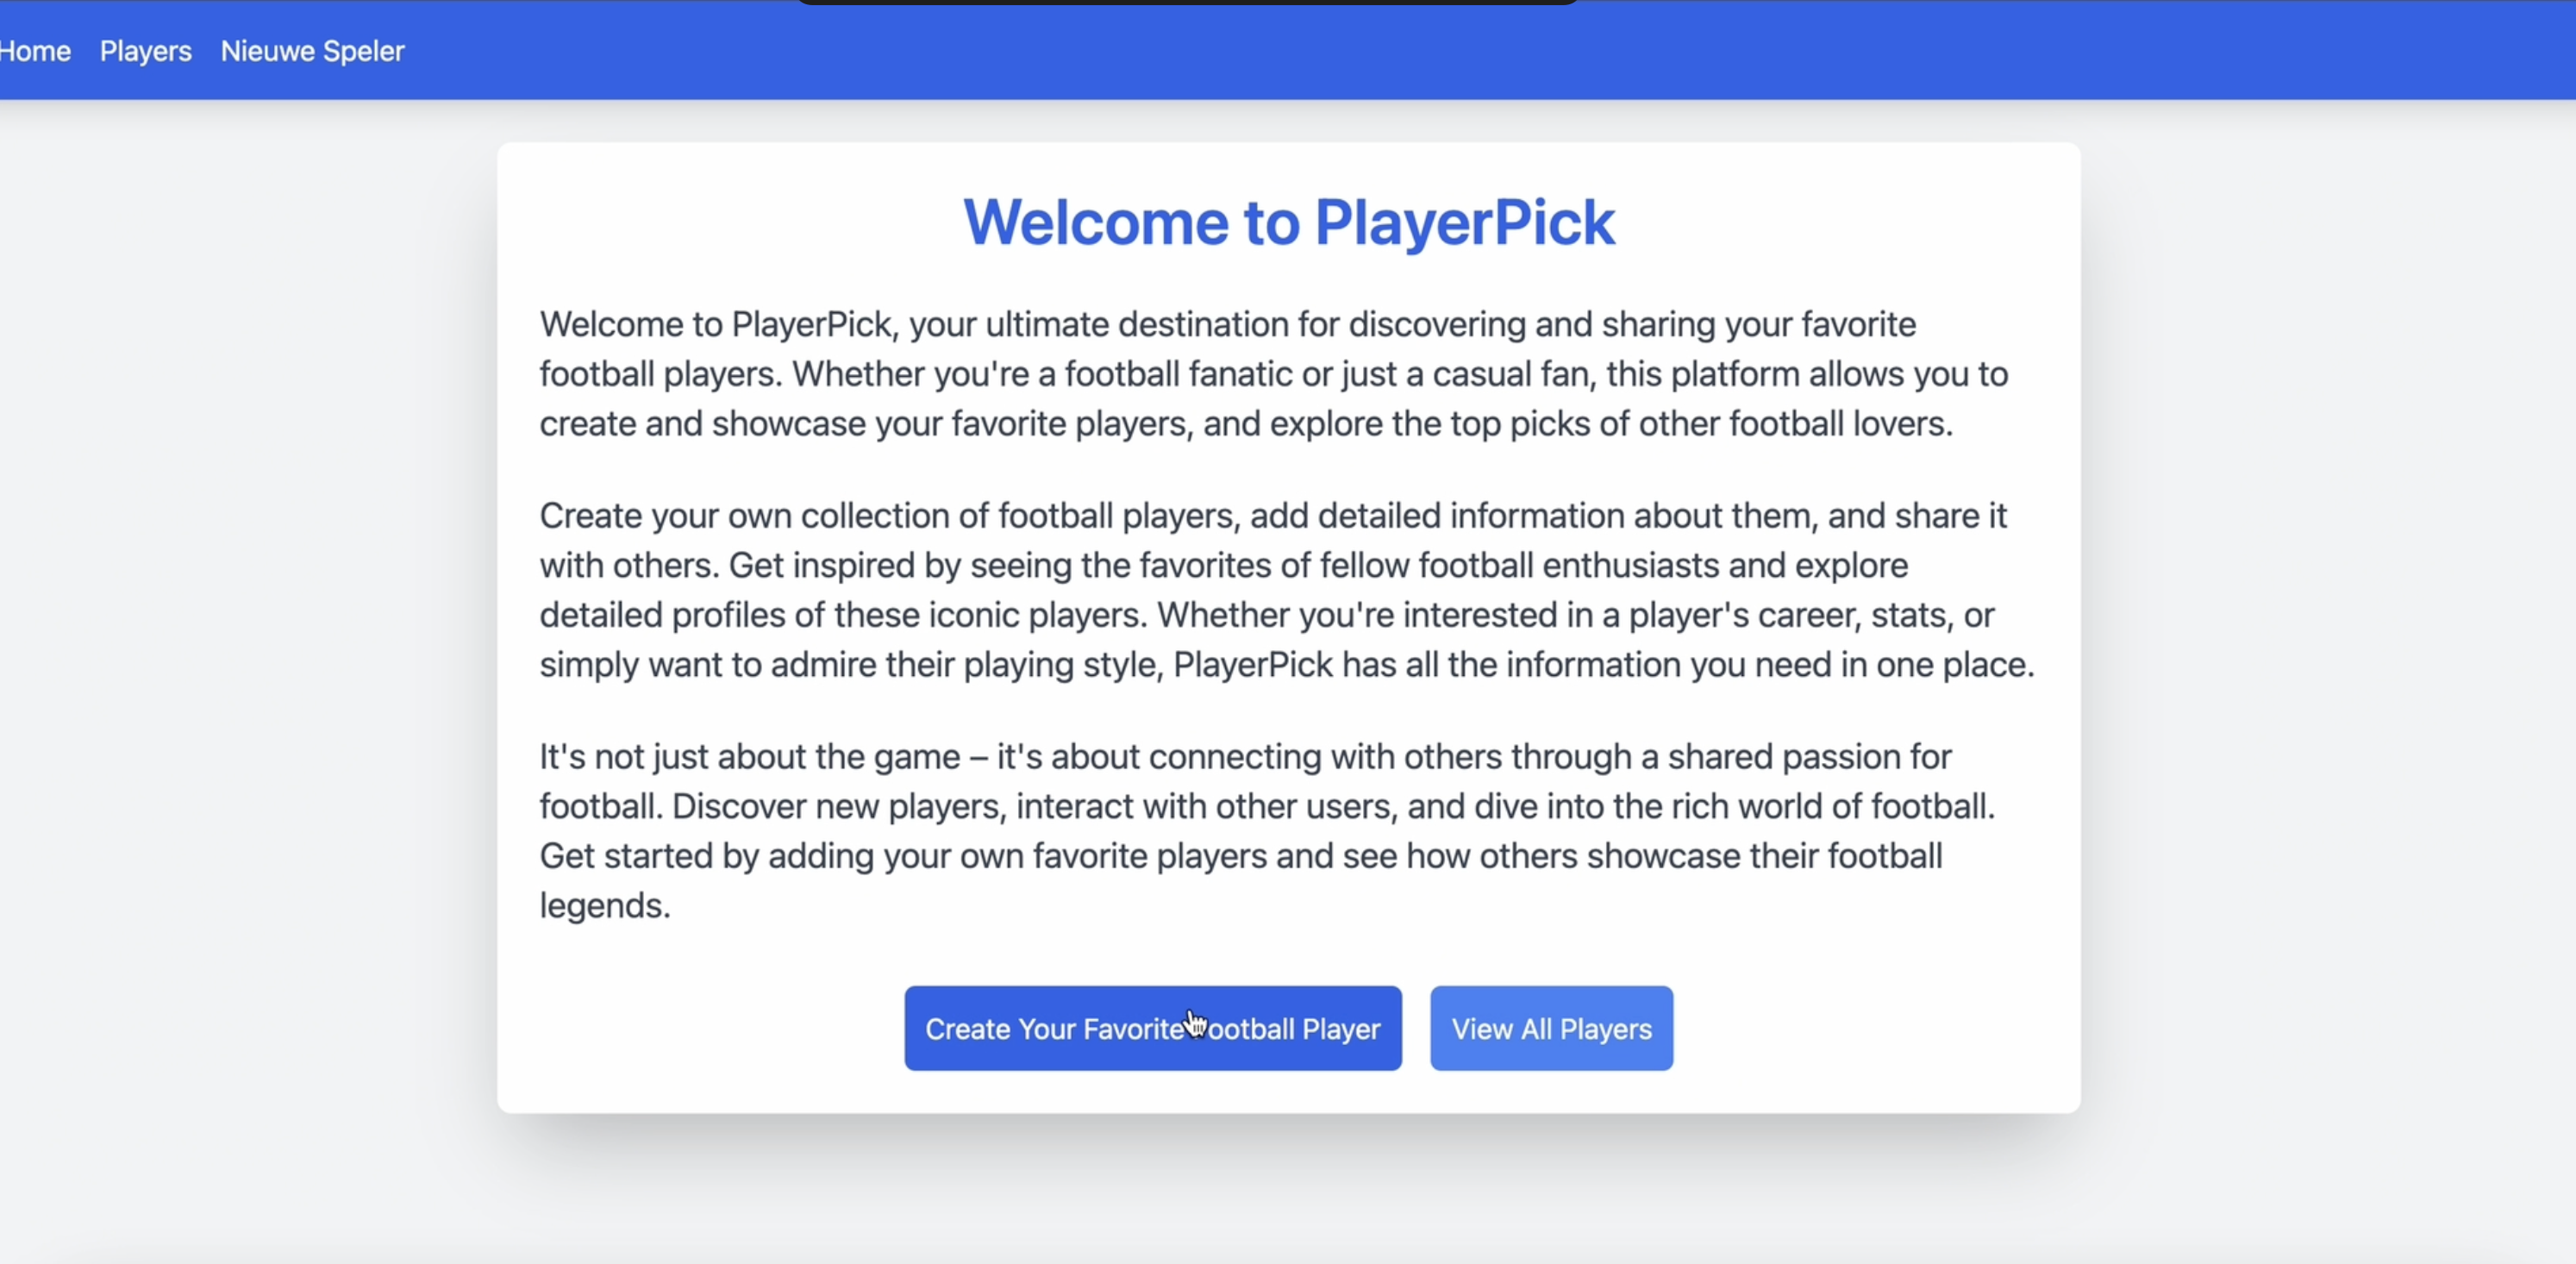 Home Players Nieuwe Speler
Welcome to PlayerPick
Welcome to PlayerPick, your ultimate destination for discovering and sharing your favorite
football players. Whether you're a football fanatic or just a casual fan, this platform allows you to
create and showcase your favorite players, and explore the top picks of other football lovers.
Create your own collection of football players, add detailed information about them, and share it
with others. Get inspired by seeing the favorites of fellow football enthusiasts and explore
detailed profiles of these iconic players. Whether you're interested in a player's career, stats, or
simply want to admire their playing style, PlayerPick has all the information you need in one place.
It's not just about the game – it's about connecting with others through a shared passion for
football. Discover new players, interact with other users, and dive into the rich world of football.
Get started by adding your own favorite players and see how others showcase their football
legends.
Create Your Favorite Football Player
View All Players